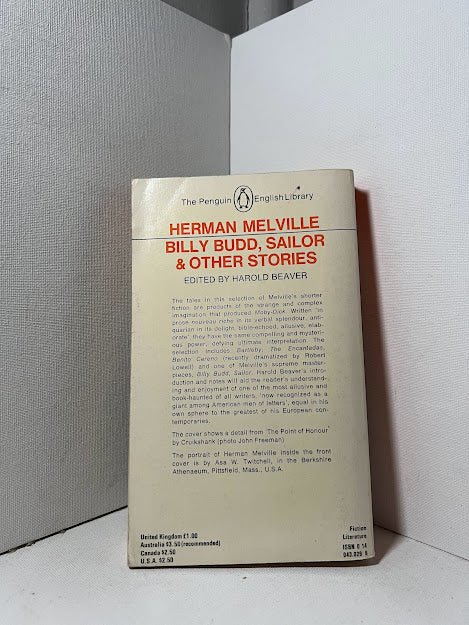 The Penguin English Library
HERMAN MELVILLE
BILLY BUDD, SAILOR
& OTHER STORIES
EDITED BY HAROLD BEAVER
The tales in this selection of Melville's shorter
fiction are products of the strange and complex
imagination that produced Moby-Dick. Written 'in
prose nouveau riche in its verbal splendour, anti-
quarian in its delight, bible-echoed, allusive, elab-
orate', they have the same compelling and mysteri-
ous power, defying ultimate interpretation. The
selection includes Bartleby, The Encantadas,
Benito Cereno (recently dramatized by Robert
Lowell) and one of Melville's supreme master-
pieces, Billy Budd, Sailor. Harold Beaver's intro-
duction and notes will aid the reader's understand-
ing and enjoyment of one of the most allusive and
book-haunted of all writers, 'now recognized as a
giant among American men of letters', equal in his
own sphere to the greatest of his European con-
temporaries.
The cover shows a detail from 'The Point of Honour'
by Cruikshank (photo John Freeman)
The portrait of Herman Melville inside the front
cover is by Asa W. Twitchell, in the Berkshire
Athenaeum, Pittsfield, Mass., U.S.A.
United Kingdom £1.00
Australia $3.50 (recommended)
Canada $2.50
U.S.A. $2.50
Fiction
Literature
ISBN 0 14
043.029 8